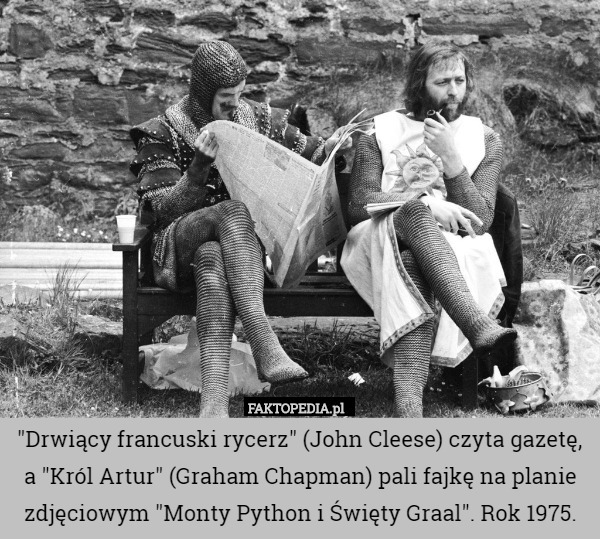 FAKTOPEDIA.pl
"Drwiący francuski rycerz" (John Cleese) czyta gazetę,
a "Król Artur" (Graham Chapman) pali fajkę na planie
zdjęciowym "Monty Python i Święty Graal". Rok 1975.